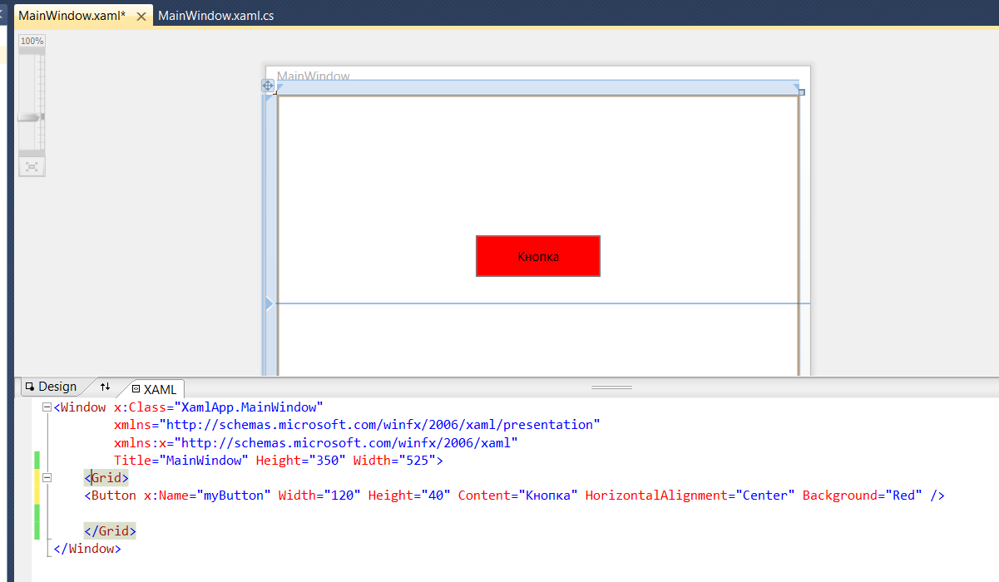 MainWindow.xaml* MainWindow.xaml.cs
100%
MainWindow
Кнопка
Design XAML
<Window x:Class="XamlApp.MainWindow"
xmlns="http://schemas.microsoft.com/winfx/2006/xaml/presentation"
xmlns:x="http://schemas.microsoft.com/winfx/2006/xaml"
Title="MainWindow" Height="350" Width="525">
<Grid>
<Button x:Name="myButton" Width="120" Height="40" Content="Кнопка" HorizontalAlignment="Center" Background="Red" />
</Grid>
</Window>